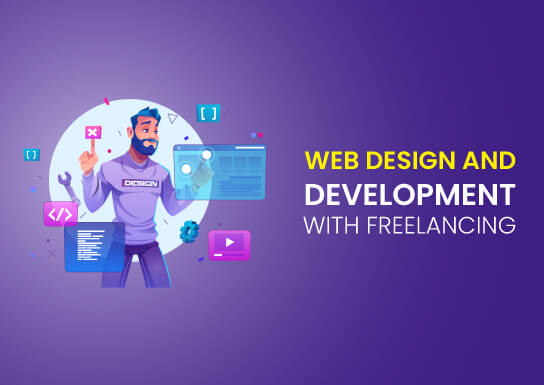 WEB DESIGN AND
DEVELOPMENT
WITH FREELANCING
DESIGN
[ ]
[ ]
</>